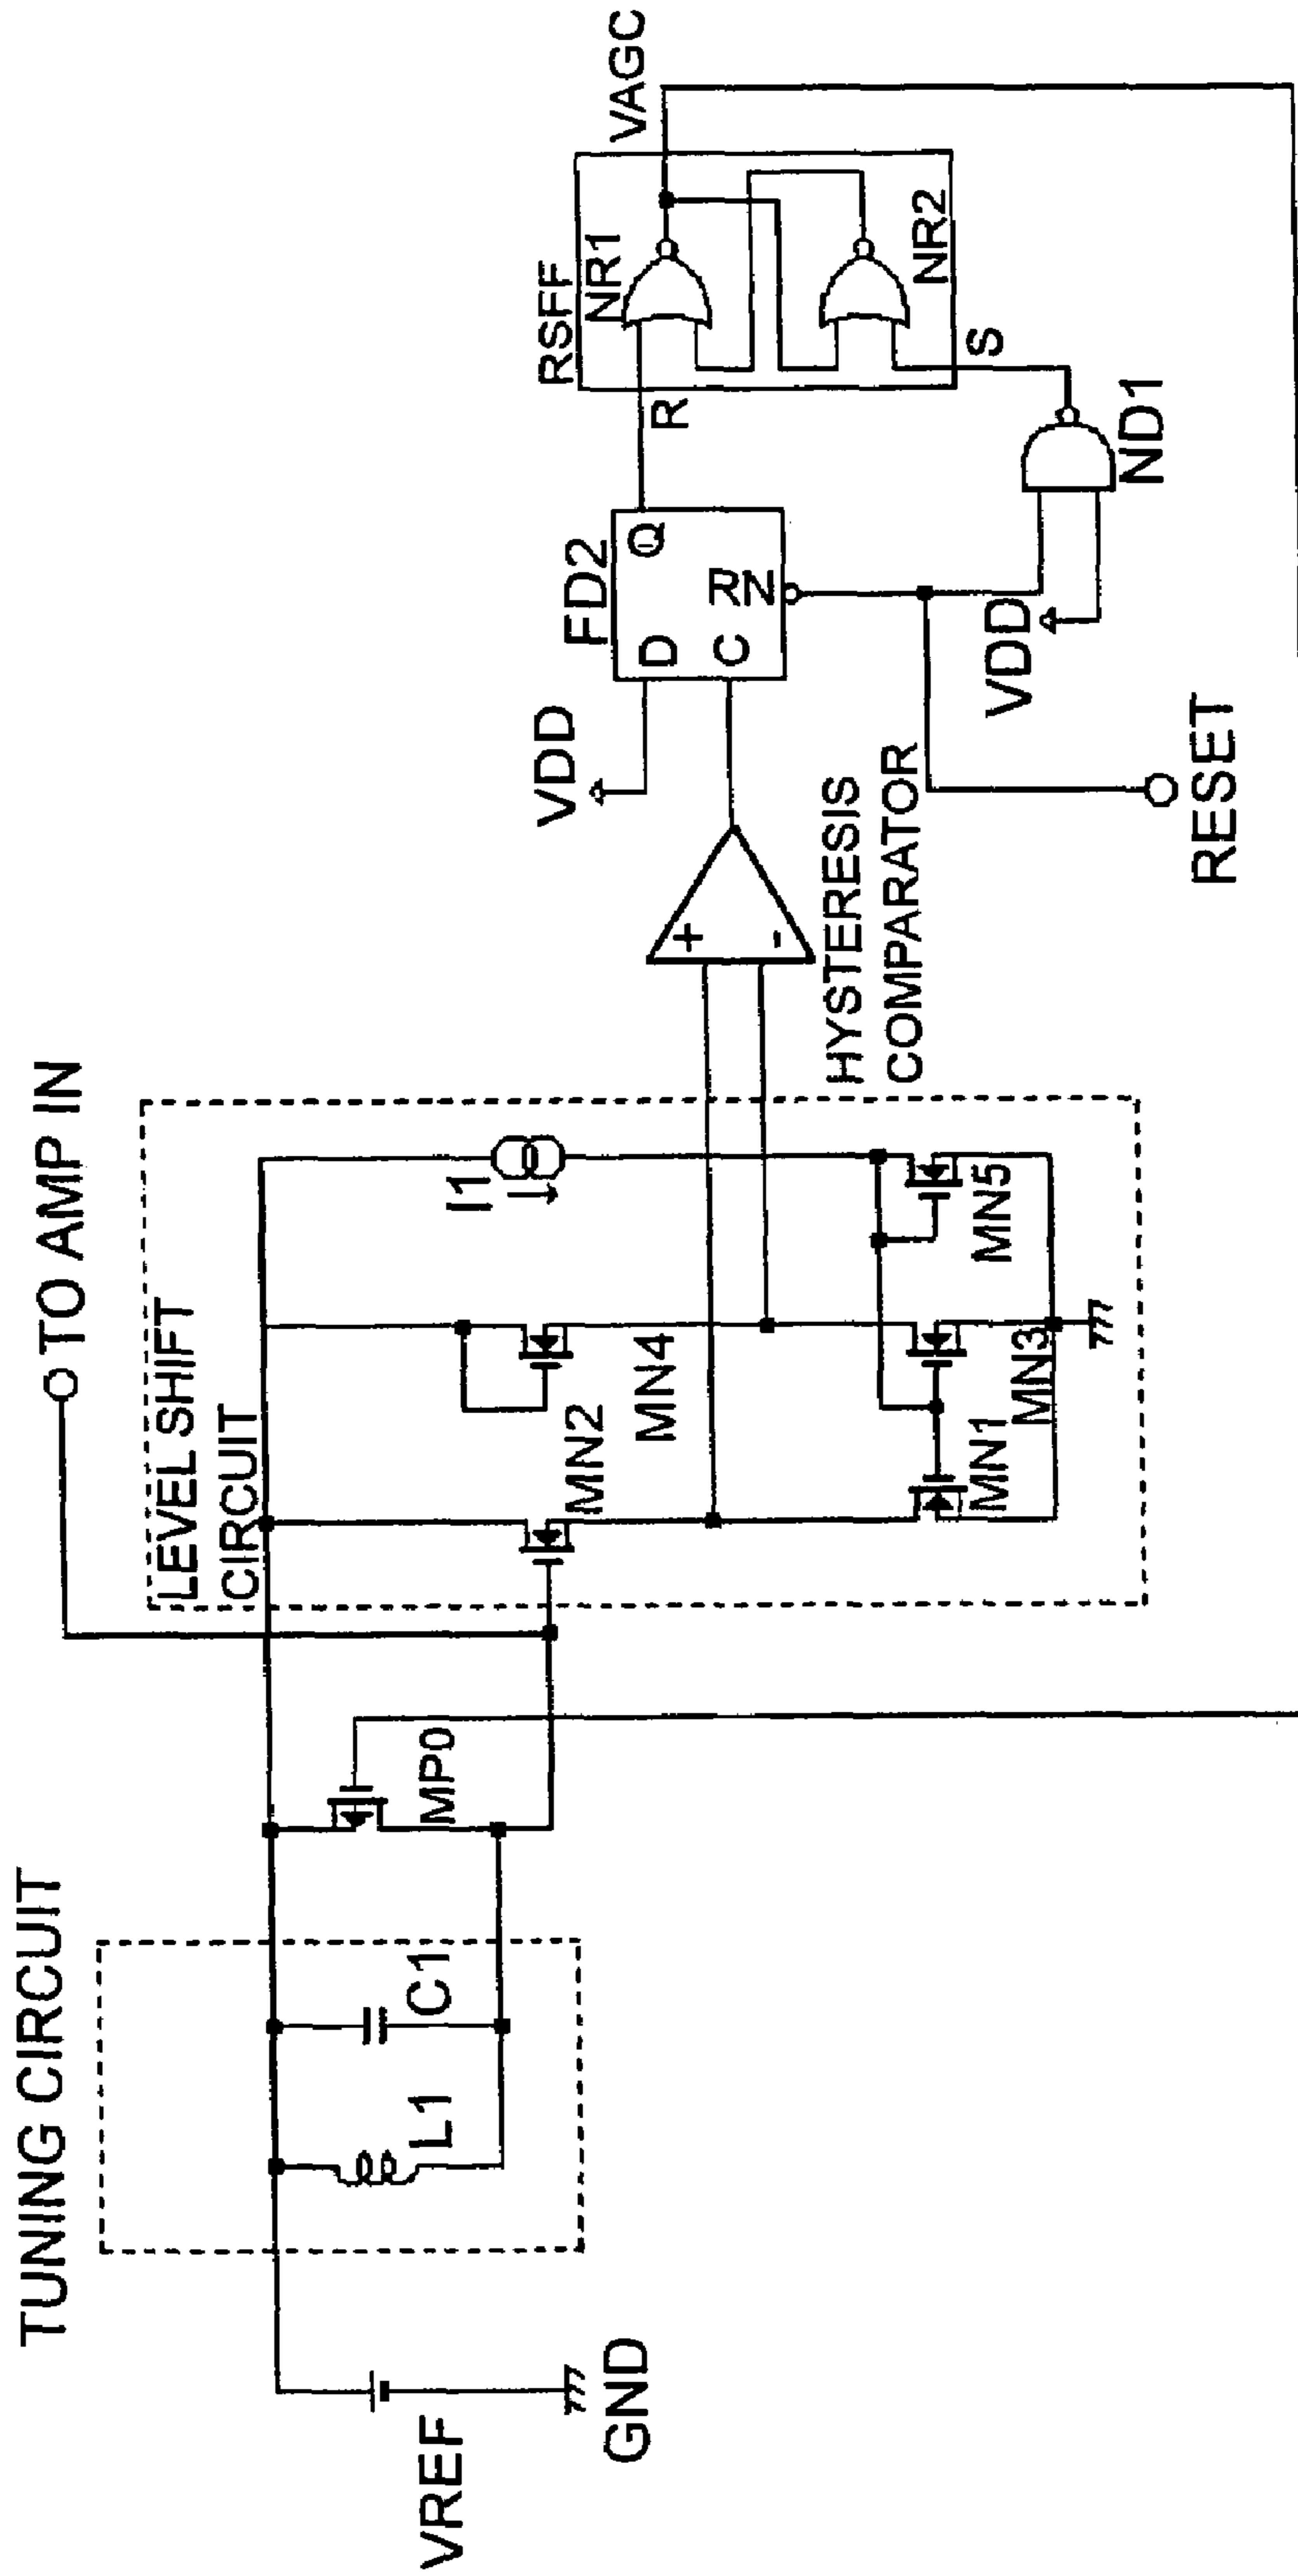 TUNING CIRCUIT
TO AMP IN
LEVEL SHIFT
CIRCUIT
VREF
GND
L1
C1
MP0
MN2
MN4
I1
I
MN1
MN3
MN5
+
-
HYSTERESIS
COMPARATOR
VDD
FD2
D
Q
C
RN
R
RSFF
NR1
NR2
VAGC
S
ND1
VDD
RESET